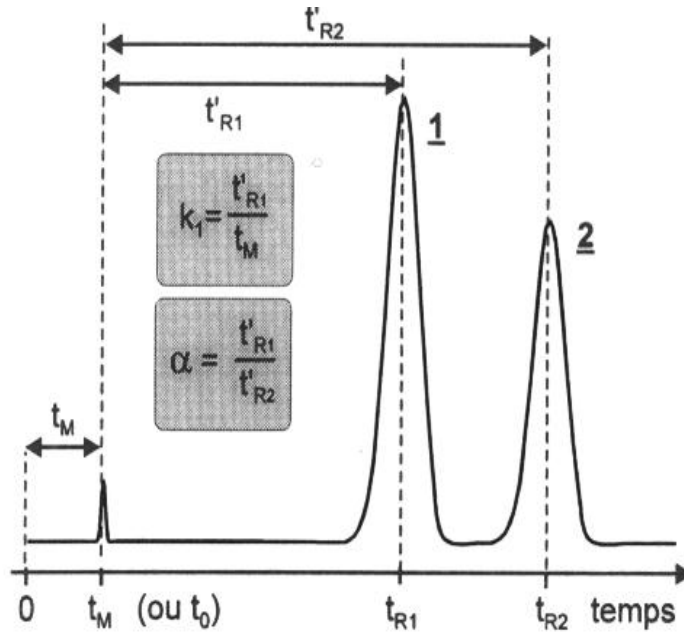 t'R2
t'R1
1
k1 = t'R1 / tM
2
α = t'R1 / t'R2
tM
0 tM (ou t0) tR1 tR2 temps